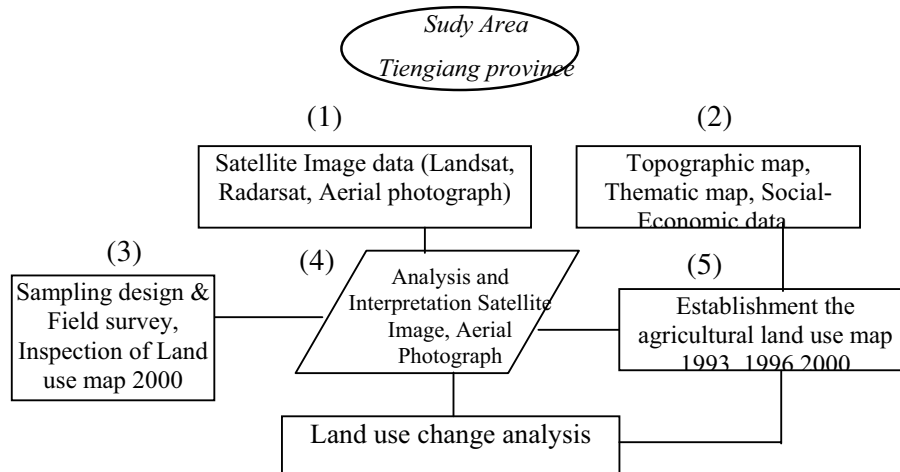 Sudy Area
Tiengiang province
(1)
(2)
Satellite Image data (Landsat,
Radarsat, Aerial photograph)
Topographic map,
Thematic map, Social-
Economic data
(3)
(4)
(5)
Sampling design &
Field survey,
Inspection of Land
use map 2000
Analysis and
Interpretation Satellite
Image, Aerial
Photograph
Establishment the
agricultural land use map
1993, 1996,2000
Land use change analysis